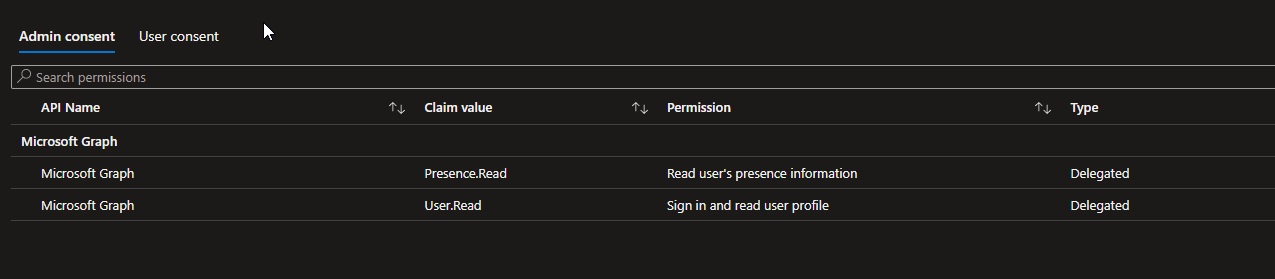 Admin consent User consent
Search permissions
API Name Claim value Permission Type
Microsoft Graph
Microsoft Graph Presence.Read Read user's presence information Delegated
Microsoft Graph User.Read Sign in and read user profile Delegated